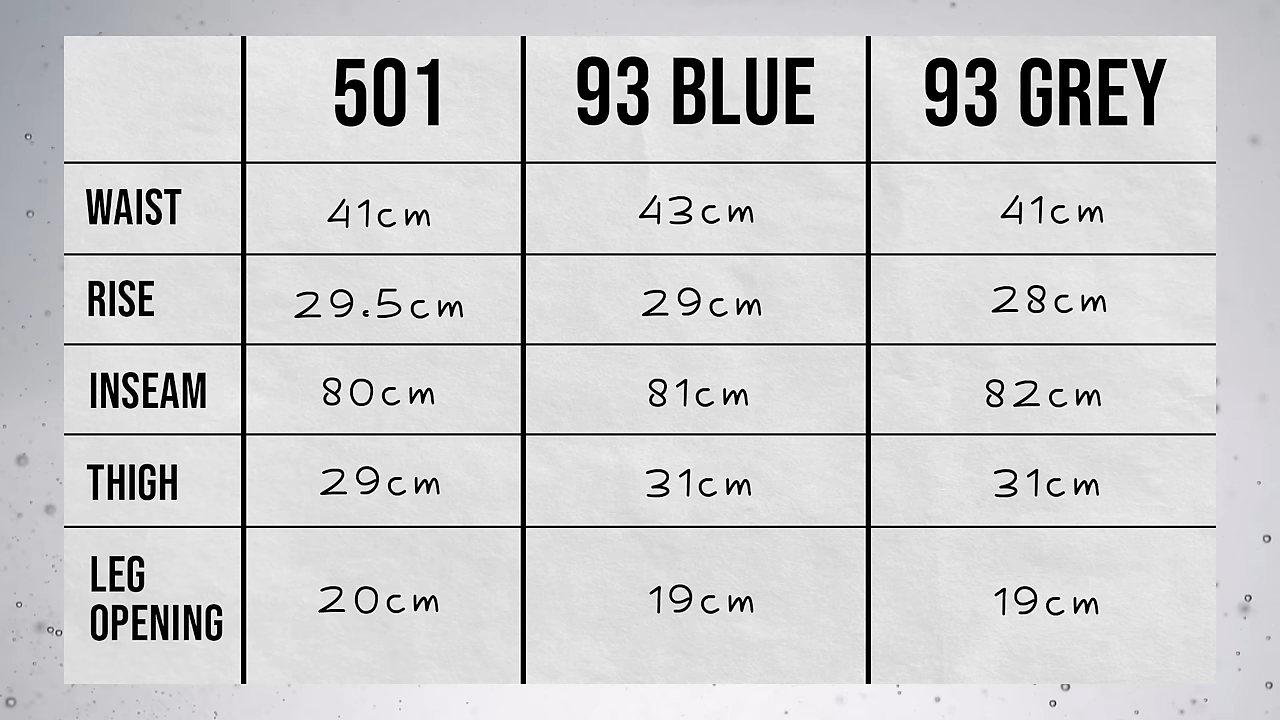 501 93 BLUE 93 GREY
WAIST 41cm 43cm 41cm
RISE 29.5cm 29cm 28cm
INSEAM 80cm 81cm 82cm
THIGH 29cm 31cm 31cm
LEG
OPENING 20cm 19cm 19cm